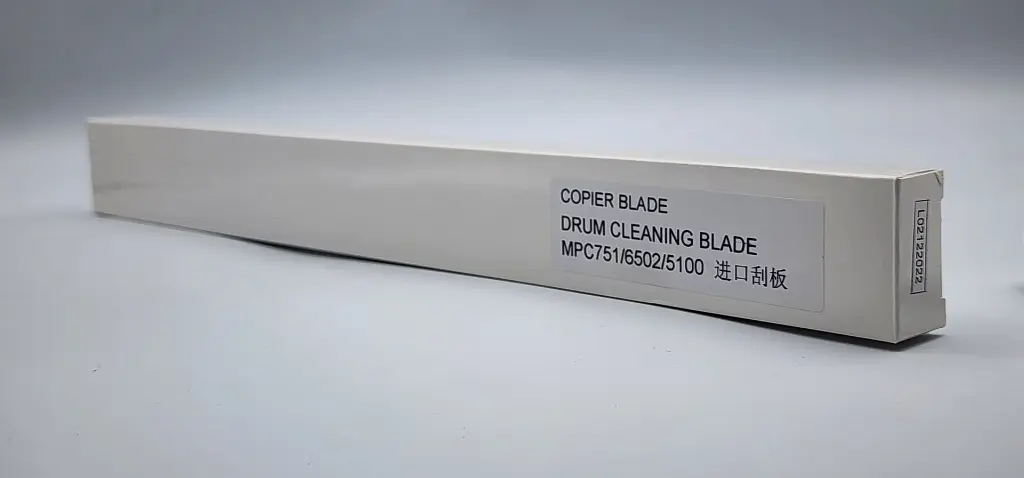 COPIER BLADE
DRUM CLEANING BLADE
MPC751/6502/5100 进口刮板
L02122022